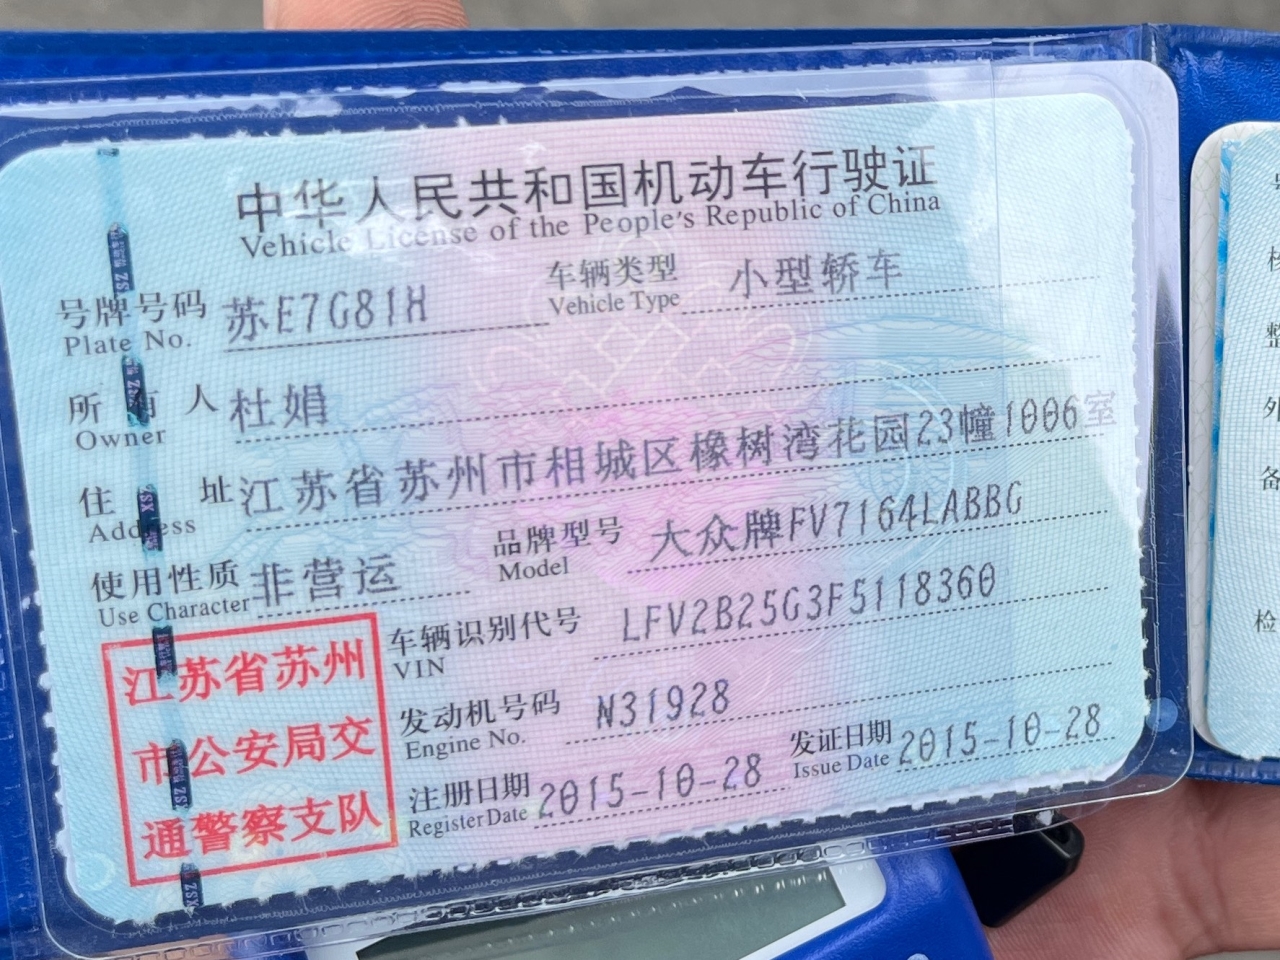 中华人民共和国机动车行驶证
Vehicle License of the People's Republic of China
号牌号码 苏E7G81H 车辆类型 小型轿车
Plate No. Vehicle Type
所有人 杜娟
Owner
住址 江苏省苏州市相城区橡树湾花园23幢1006室
Address
使用性质 非营运 品牌型号 大众牌FV7164LABBG
Use Character Model
车辆识别代号 LFV2B25G3F5118360
VIN
发动机号码 N31928
Engine No.
注册日期 2015-10-28 发证日期 2015-10-28
Register Date Issue Date
江苏省苏州
市公安局交
通警察支队